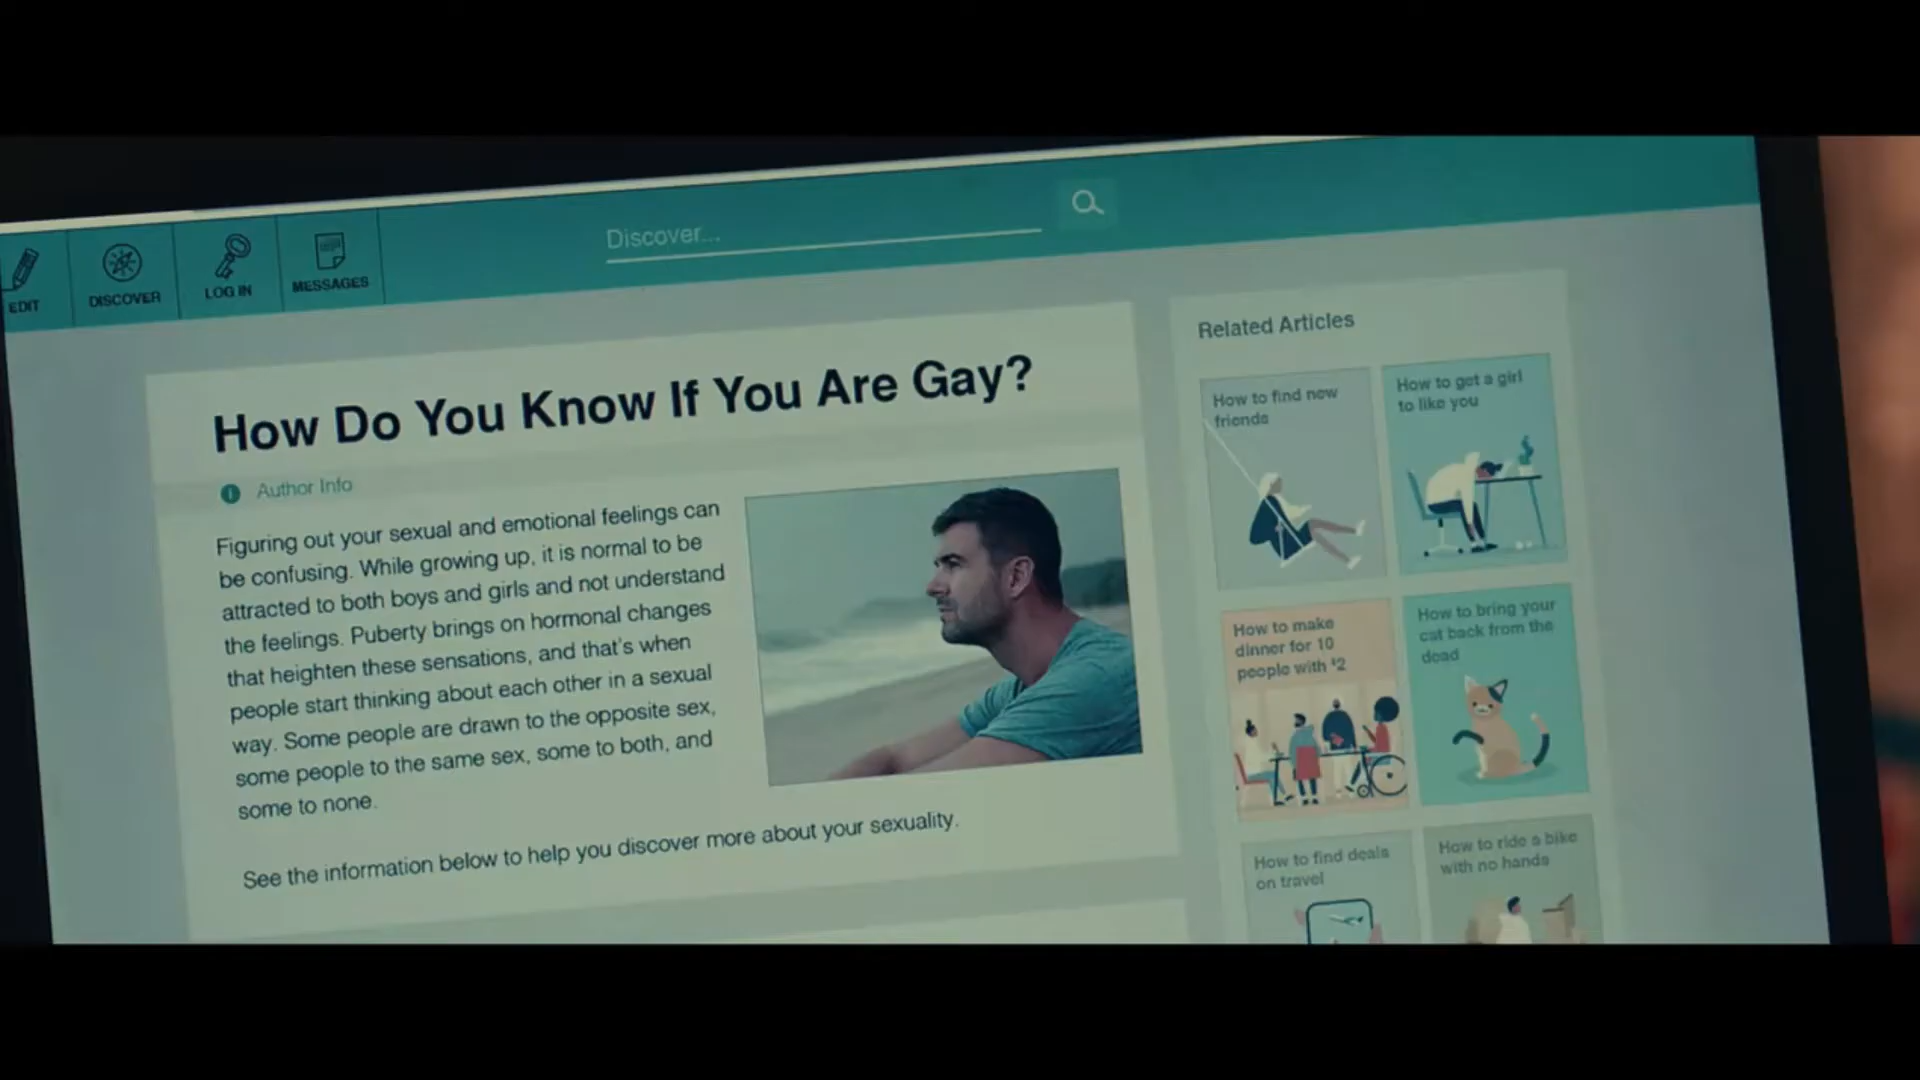 EDIT
DISCOVER
LOG IN
MESSAGES
Discover...
How Do You Know If You Are Gay?
i Author Info
Figuring out your sexual and emotional feelings can
be confusing. While growing up, it is normal to be
attracted to both boys and girls and not understand
the feelings. Puberty brings on hormonal changes
that heighten these sensations, and that's when
people start thinking about each other in a sexual
way. Some people are drawn to the opposite sex,
some people to the same sex, some to both, and
some to none.
See the information below to help you discover more about your sexuality.
Related Articles
How to find new
friends
How to get a girl
to like you
How to make
dinner for 10
people with $2
How to bring your
cat back from the
dead
How to find deals
on travel
How to ride a bike
with no hands